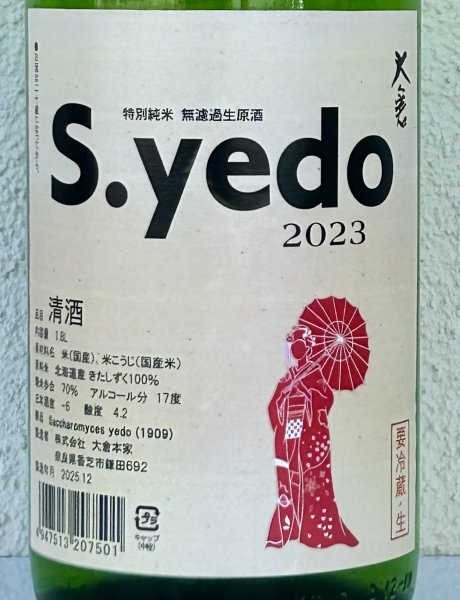 特別純米 無濾過生原酒
大倉
S.yedo
2023
品目 清酒
内容量 1.8L
原材料名 米(国産)、米こうじ(国産米)
原料米 北海道産 きたしずく100%
精米歩合 70% アルコール分 17度
日本酒度 -6 酸度 4.2
酵母 Saccharomyces yedo (1909)
製造者 株式会社 大倉本家
奈良県香芝市鎌田692
製造年月 2025.12
要冷蔵・生
4947513207501
キャップ